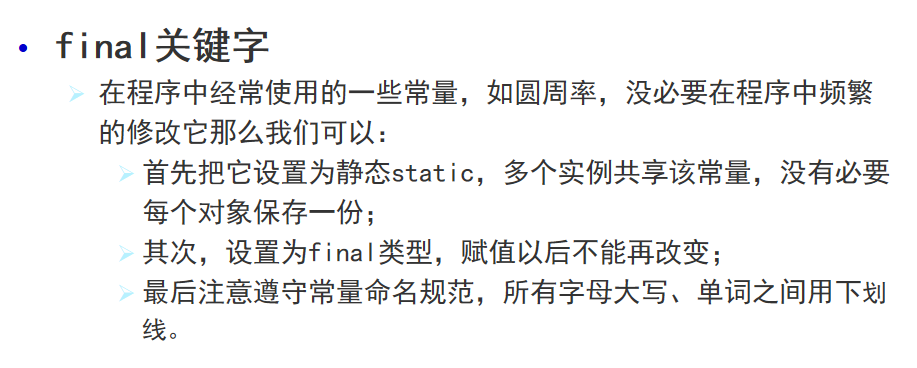 • final关键字
➢ 在程序中经常使用的一些常量，如圆周率，没必要在程序中频繁
的修改它那么我们可以：
➢ 首先把它设置为静态static，多个实例共享该常量，没有必要
每个对象保存一份；
➢ 其次，设置为final类型，赋值以后不能再改变；
➢ 最后注意遵守常量命名规范，所有字母大写、单词之间用下划
线。